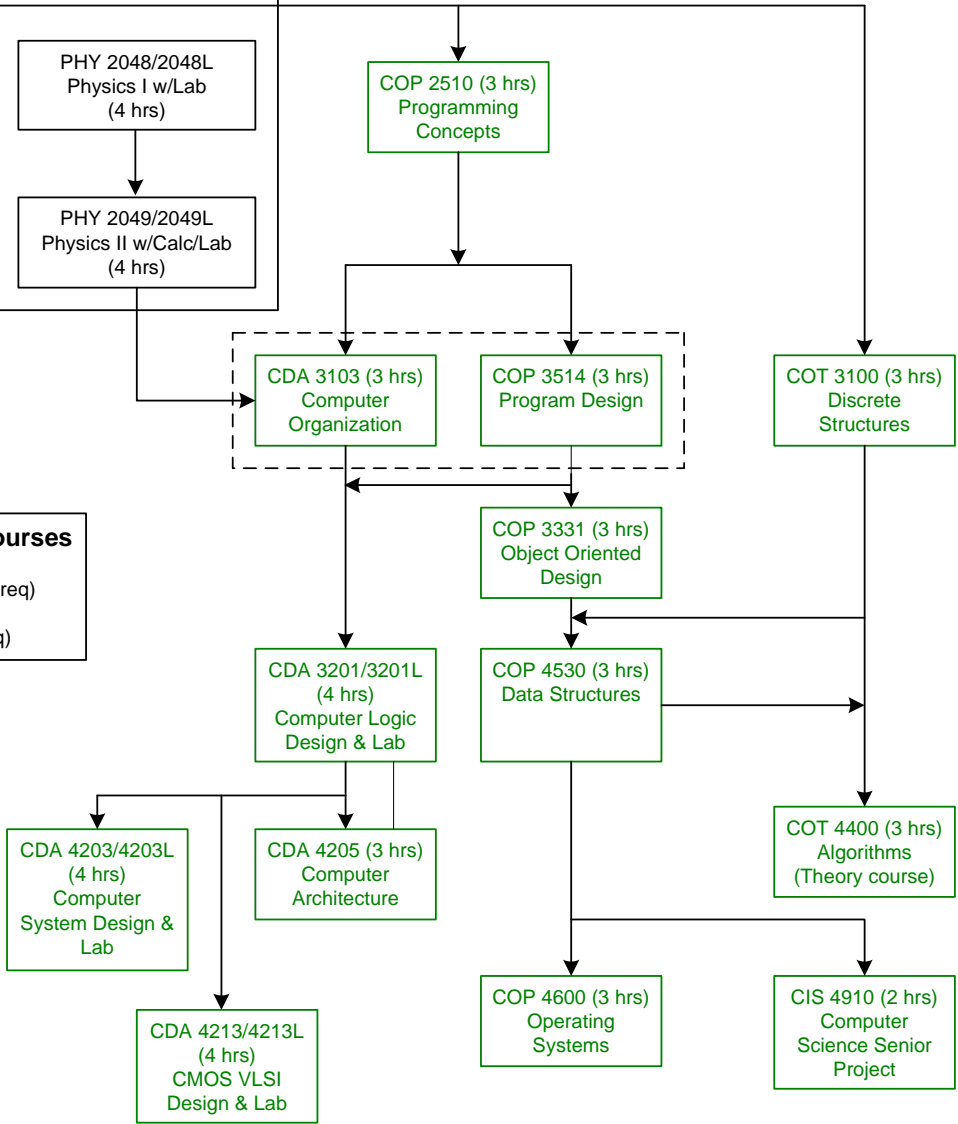 PHY 2048/2048L
Physics I w/Lab
(4 hrs)
COP 2510 (3 hrs)
Programming
Concepts
PHY 2049/2049L
Physics II w/Calc/Lab
(4 hrs)
CDA 3103 (3 hrs)
Computer
Organization
COP 3514 (3 hrs)
Program Design
COT 3100 (3 hrs)
Discrete
Structures
ourses
req)
q)
COP 3331 (3 hrs)
Object Oriented
Design
CDA 3201/3201L
(4 hrs)
Computer Logic
Design & Lab
COP 4530 (3 hrs)
Data Structures
CDA 4203/4203L
(4 hrs)
Computer
System Design &
Lab
CDA 4205 (3 hrs)
Computer
Architecture
COT 4400 (3 hrs)
Algorithms
(Theory course)
CDA 4213/4213L
(4 hrs)
CMOS VLSI
Design & Lab
COP 4600 (3 hrs)
Operating
Systems
CIS 4910 (2 hrs)
Computer
Science Senior
Project